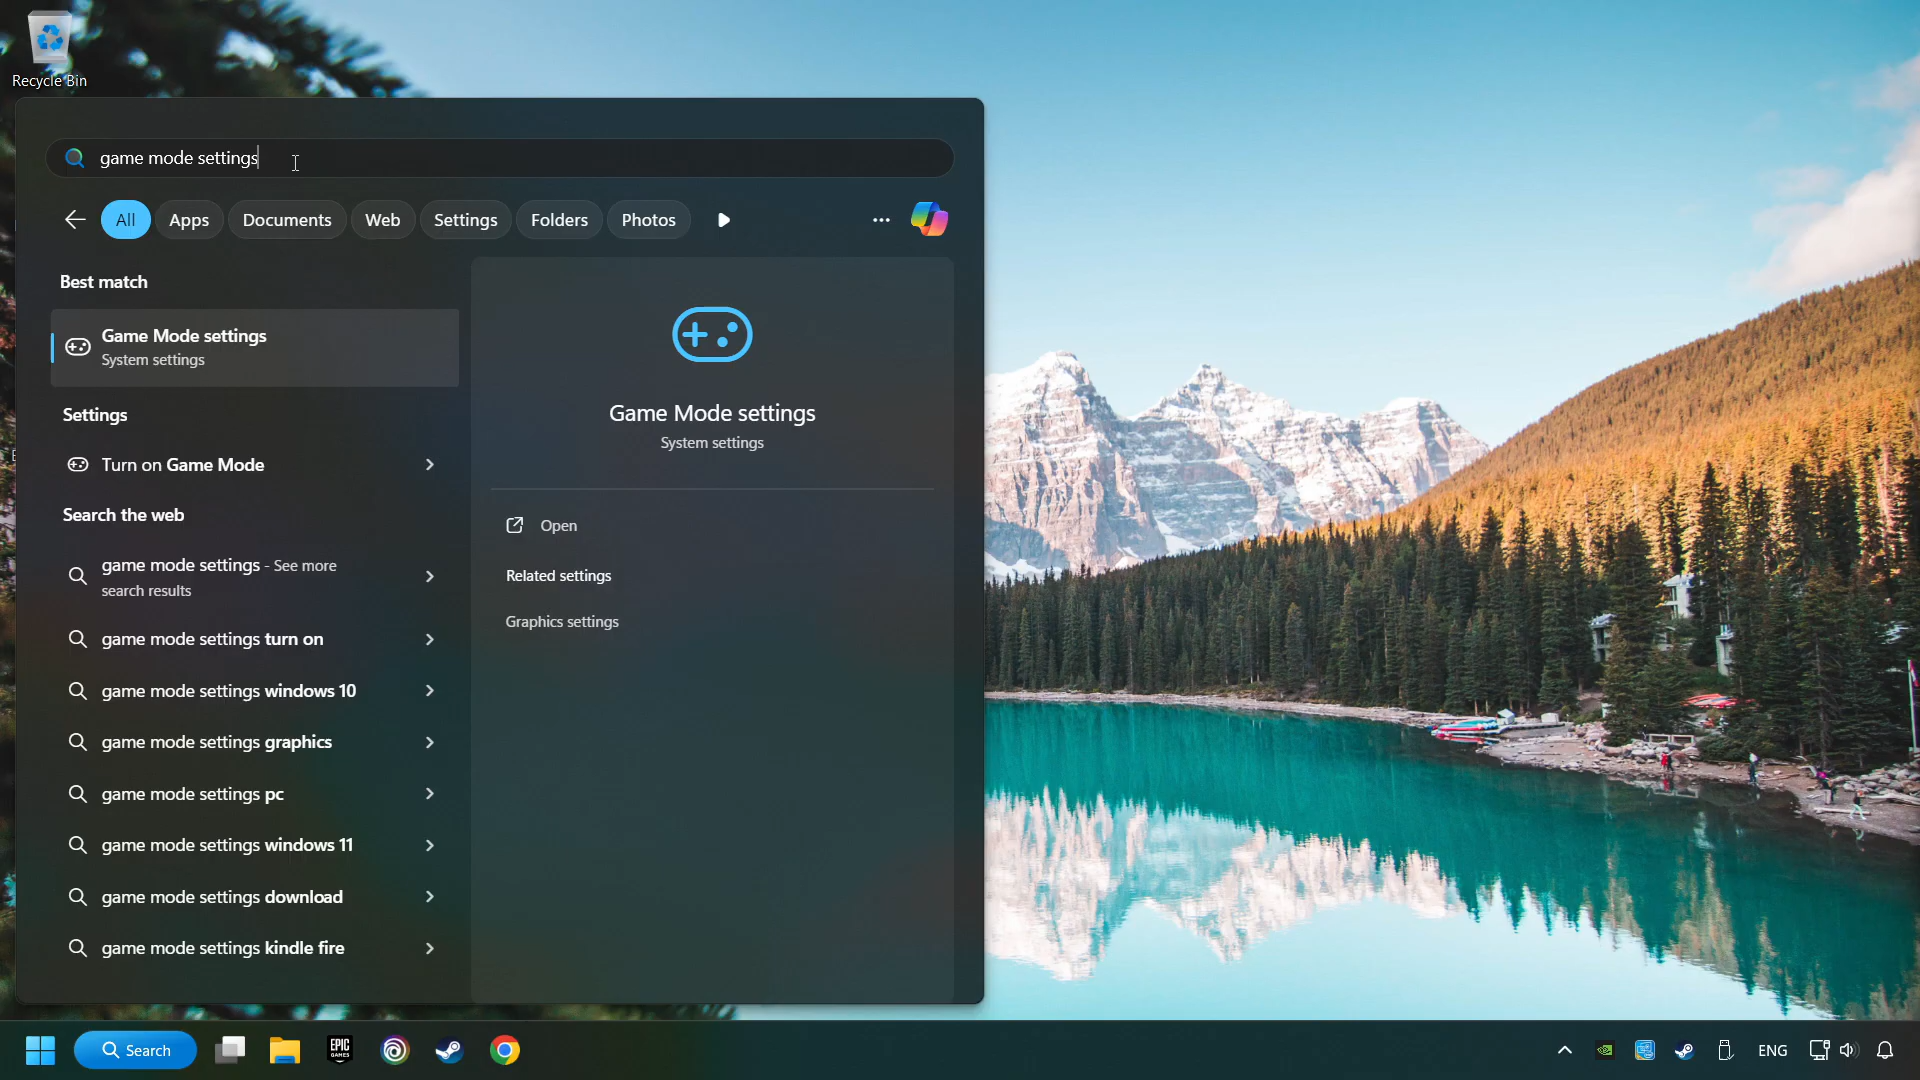 Recycle Bin
game mode settings
All
Apps
Documents
Web
Settings
Folders
Photos
Best match
Game Mode settings
System settings
Settings
Turn on Game Mode
Search the web
game mode settings - See more
search results
game mode settings turn on
game mode settings windows 10
game mode settings graphics
game mode settings pc
game mode settings windows 11
game mode settings download
game mode settings kindle fire
Game Mode settings
System settings
Open
Related settings
Graphics settings
Search
EPIC
GAMES
ENG